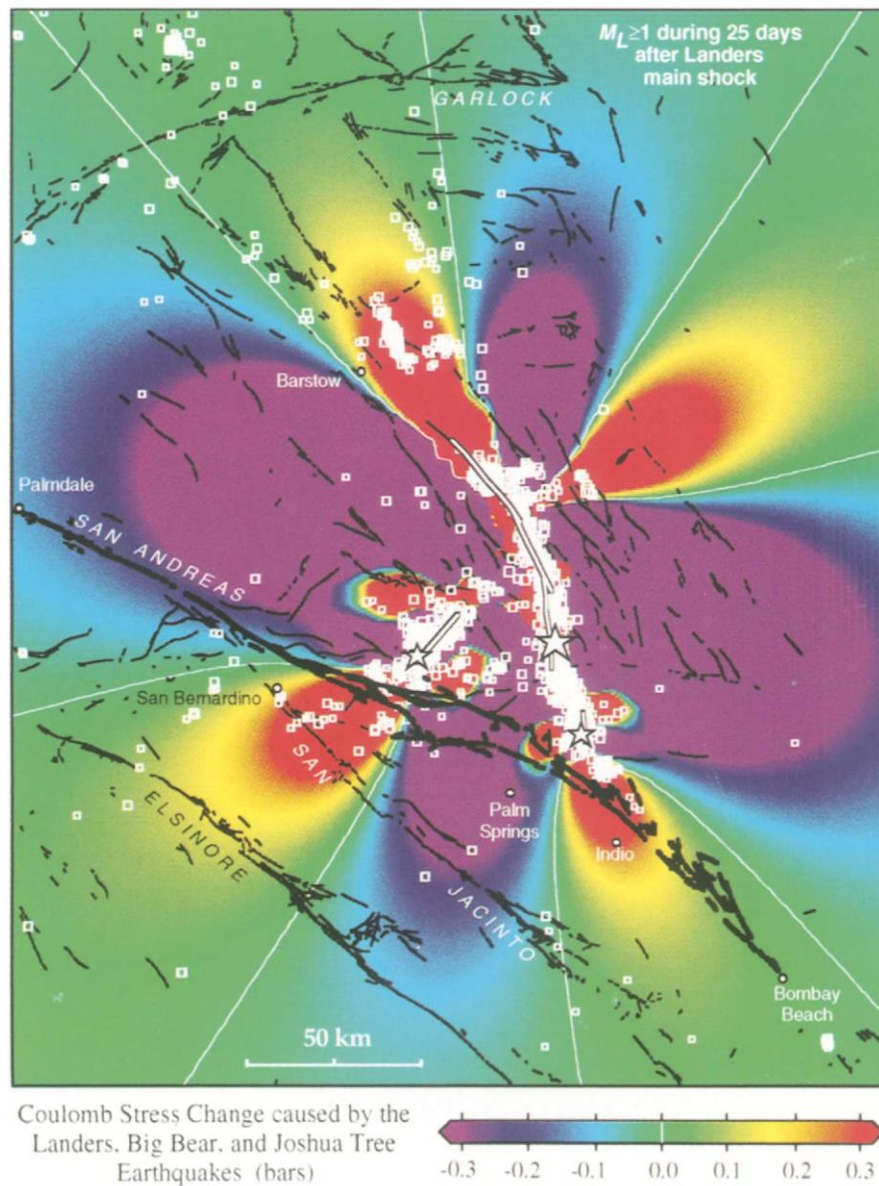 M_L≥1 during 25 days
after Landers
main shock
GARLOCK
Barstow
Palmdale
SAN ANDREAS
San Bernardino
SAN
JACINTO
ELSINORE
Palm
Springs
Indio
Bombay
Beach
50 km
Coulomb Stress Change caused by the
Landers, Big Bear, and Joshua Tree
Earthquakes (bars)
-0.3 -0.2 -0.1 0.0 0.1 0.2 0.3